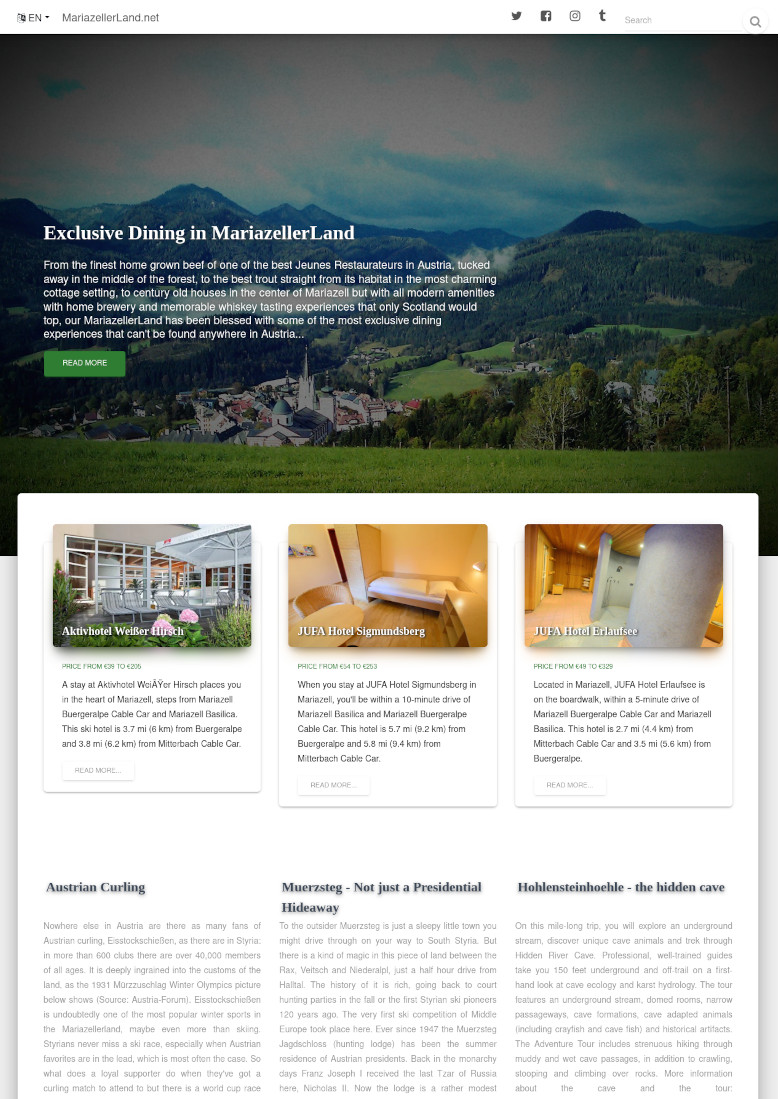 EN
MariazellerLand.net
Search
Exclusive Dining in MariazellerLand
From the finest home grown beef of one of the best Jeunes Restaurateurs in Austria, tucked
away in the middle of the forest, to the best trout straight from its habitat in the most charming
cottage setting, to century old houses in the center of Mariazell but with all modern amenities
with home brewery and memorable whiskey tasting experiences that only Scotland would
top, our MariazellerLand has been blessed with some of the most exclusive dining
experiences that can't be found anywhere in Austria...
READ MORE
Aktivhotel Weißer Hirsch
PRICE FROM €39 TO €205
A stay at Aktivhotel WeiÃŸer Hirsch places you
in the heart of Mariazell, steps from Mariazell
Buergeralpe Cable Car and Mariazell Basilica.
This ski hotel is 3.7 mi (6 km) from Buergeralpe
and 3.8 mi (6.2 km) from Mitterbach Cable Car.
READ MORE...
JUFA Hotel Sigmundsberg
PRICE FROM €54 TO €253
When you stay at JUFA Hotel Sigmundsberg in
Mariazell, you'll be within a 10-minute drive of
Mariazell Basilica and Mariazell Buergeralpe
Cable Car. This hotel is 5.7 mi (9.2 km) from
Buergeralpe and 5.8 mi (9.4 km) from
Mitterbach Cable Car.
READ MORE...
JUFA Hotel Erlaufsee
PRICE FROM €49 TO €329
Located in Mariazell, JUFA Hotel Erlaufsee is
on the boardwalk, within a 5-minute drive of
Mariazell Buergeralpe Cable Car and Mariazell
Basilica. This hotel is 2.7 mi (4.4 km) from
Mitterbach Cable Car and 3.5 mi (5.6 km) from
Buergeralpe.
READ MORE...
Austrian Curling
Nowhere else in Austria are there as many fans of
Austrian curling, Eisstockschießen, as there are in Styria:
in more than 600 clubs there are over 40,000 members
of all ages. It is deeply ingrained into the customs of the
land, as the 1931 Mürzzuschlag Winter Olympics picture
below shows (Source: Austria-Forum). Eisstockschießen
is undoubtedly one of the most popular winter sports in
the Mariazellerland, maybe even more than skiing.
Styrians never miss a ski race, especially when Austrian
favorites are in the lead, which is most often the case. So
what does a loyal supporter do when they've got a
curling match to attend to but there is a world cup race
Muerzsteg - Not just a Presidential
Hideaway
To the outsider Muerzsteg is just a sleepy little town you
might drive through on your way to South Styria. But
there is a kind of magic in this piece of land between the
Rax, Veitsch and Niederalpl, just a half hour drive from
Halltal. The history of it is rich, going back to court
hunting parties in the fall or the first Styrian ski pioneers
120 years ago. The very first ski competition of Middle
Europe took place here. Ever since 1947 the Muerzsteg
Jagdschloss (hunting lodge) has been the summer
residence of Austrian presidents. Back in the monarchy
days Franz Joseph I received the last Tzar of Russia
here, Nicholas II. Now the lodge is a rather modest
Hohlensteinhoehle - the hidden cave
On this mile-long trip, you will explore an underground
stream, discover unique cave animals and trek through
Hidden River Cave. Professional, well-trained guides
take you 150 feet underground and off-trail on a first-
hand look at cave ecology and karst hydrology. The tour
features an underground stream, domed rooms, narrow
passageways, cave formations, cave adapted animals
(including crayfish and cave fish) and historical artifacts.
The Adventure Tour includes strenuous hiking through
muddy and wet cave passages, in addition to crawling,
stooping and climbing over rocks. More information
about the cave and the tour: